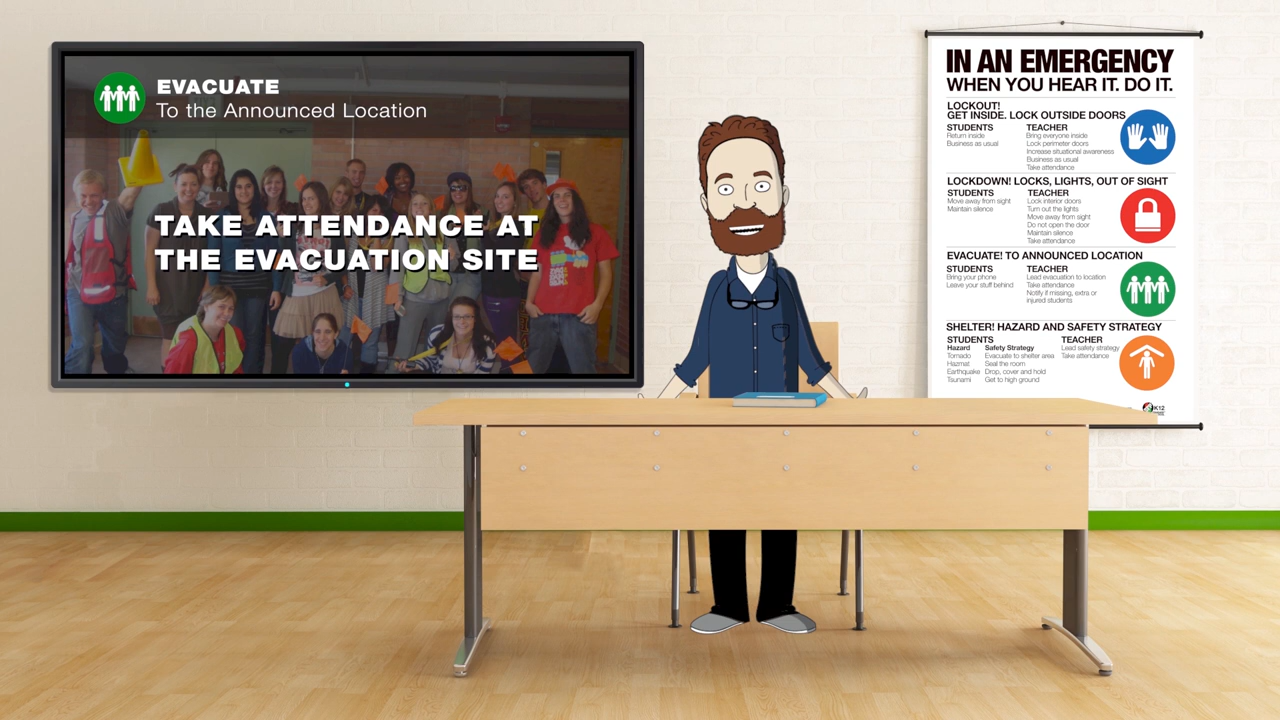 EVACUATE
To the Announced Location
TAKE ATTENDANCE AT
THE EVACUATION SITE
IN AN EMERGENCY
WHEN YOU HEAR IT. DO IT.
LOCKOUT!
GET INSIDE. LOCK OUTSIDE DOORS
STUDENTS
Return inside
Business as usual
TEACHER
Bring everyone inside
Lock perimeter doors
Increase situational awareness
Business as usual
Take attendance
LOCKDOWN! LOCKS, LIGHTS, OUT OF SIGHT
STUDENTS
Move away from sight
Maintain silence
TEACHER
Lock interior doors
Turn out the lights
Move away from sight
Do not open the door
Maintain silence
Take attendance
EVACUATE! TO ANNOUNCED LOCATION
STUDENTS
Bring your phone
Leave your stuff behind
TEACHER
Lead evacuation to location
Take attendance
Notify if missing, extra or
injured students
SHELTER! HAZARD AND SAFETY STRATEGY
STUDENTS
Hazard Safety Strategy
Tornado Evacuate to shelter area
Hazmat Seal the room
Earthquake Drop, cover and hold
Tsunami Get to high ground
TEACHER
Lead safety strategy
Take attendance
K12